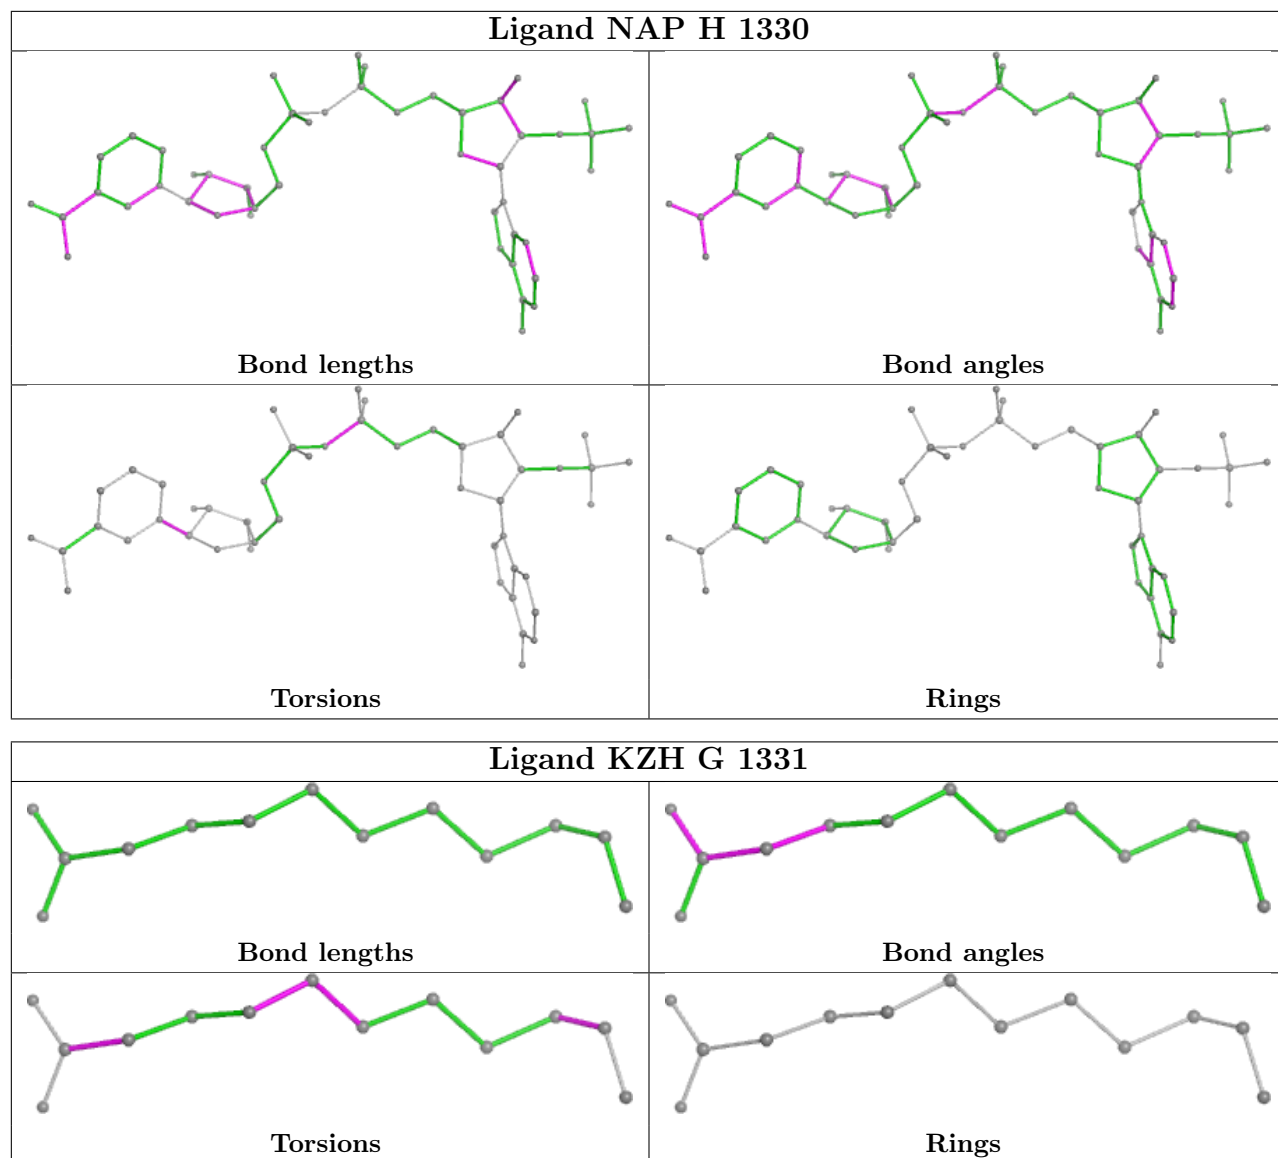 Ligand NAP H 1330
Bond lengths
Bond angles
Torsions
Rings
Ligand KZH G 1331
Bond lengths
Bond angles
Torsions
Rings